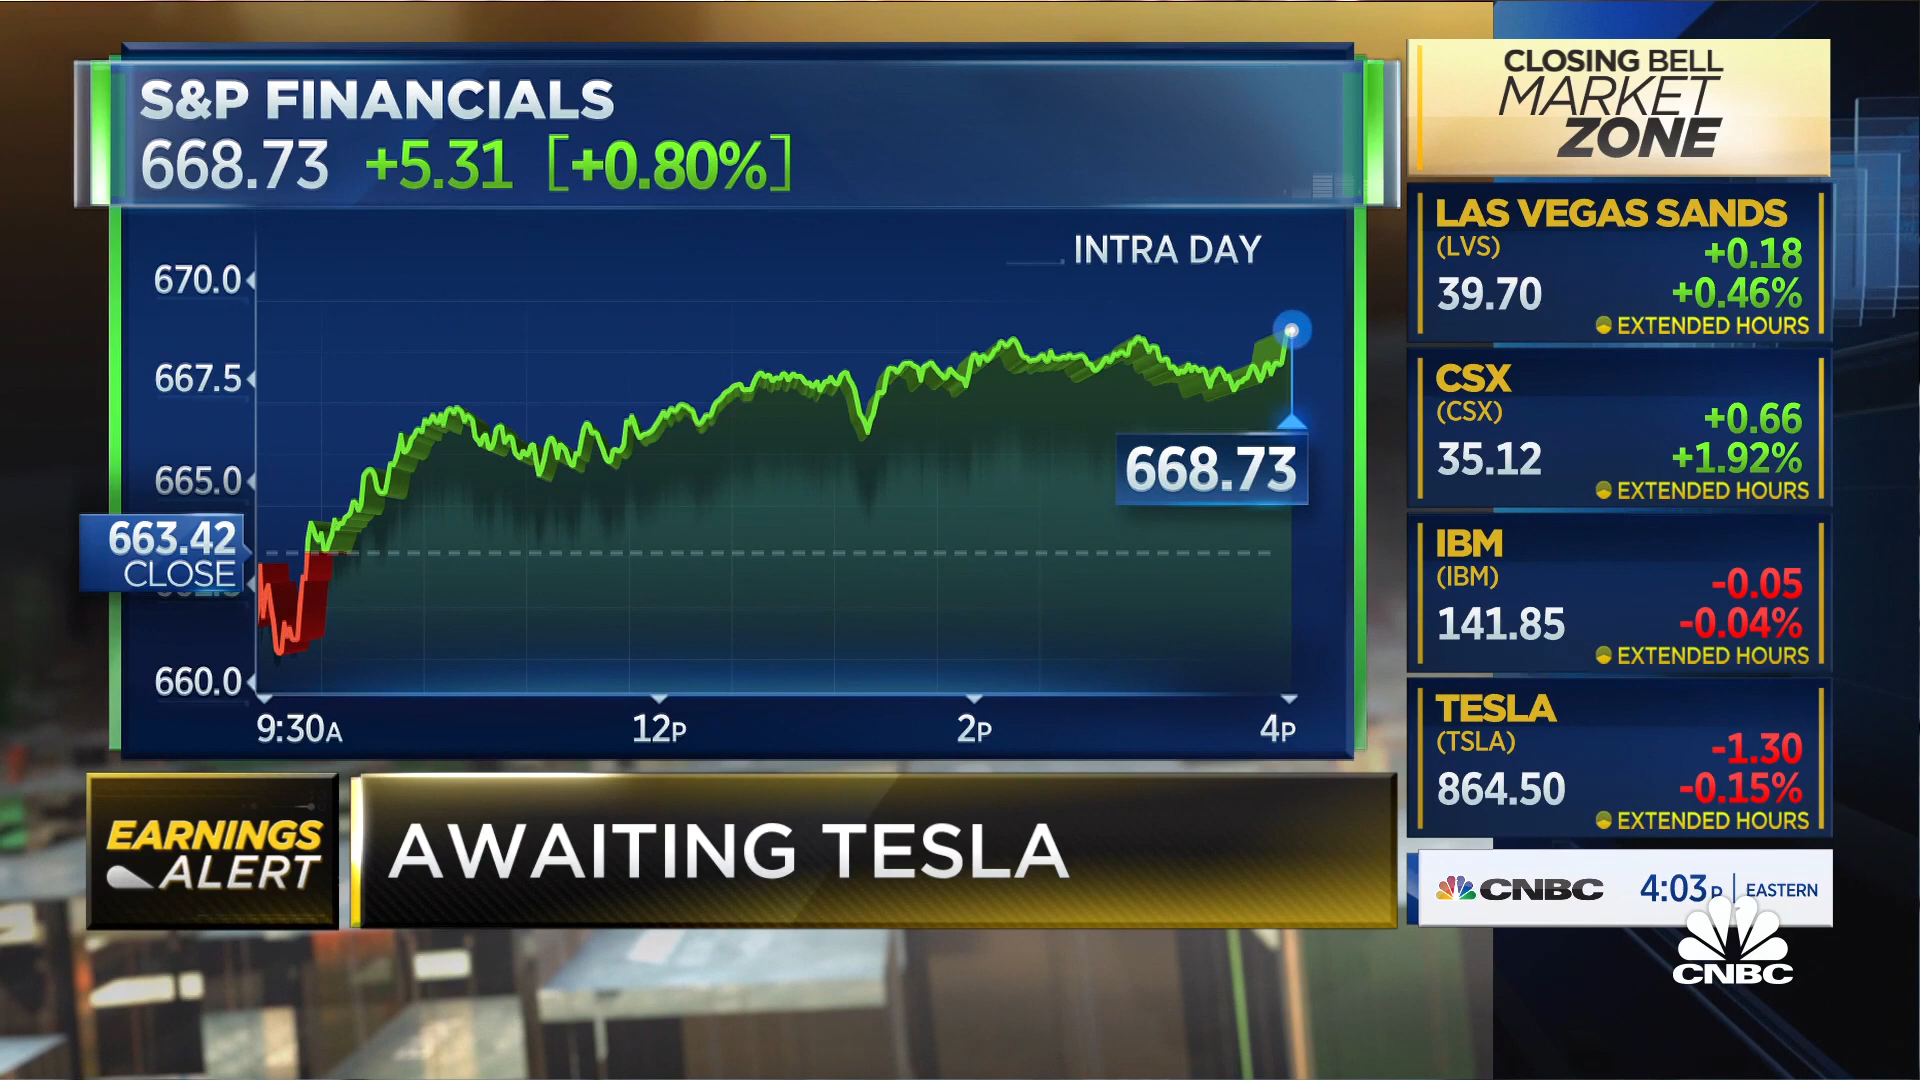 S&P FINANCIALS
668.73 +5.31 [+0.80%]
INTRA DAY
670.0
667.5
665.0
663.42
CLOSE
660.0
668.73
9:30A 12P 2P 4P
EARNINGS
ALERT
AWAITING TESLA
CLOSING BELL
MARKET
ZONE
LAS VEGAS SANDS
(LVS) +0.18
39.70 +0.46%
EXTENDED HOURS
CSX
(CSX) +0.66
35.12 +1.92%
EXTENDED HOURS
IBM
(IBM) -0.05
141.85 -0.04%
EXTENDED HOURS
TESLA
(TSLA) -1.30
864.50 -0.15%
EXTENDED HOURS
CNBC 4:03P EASTERN
CNBC